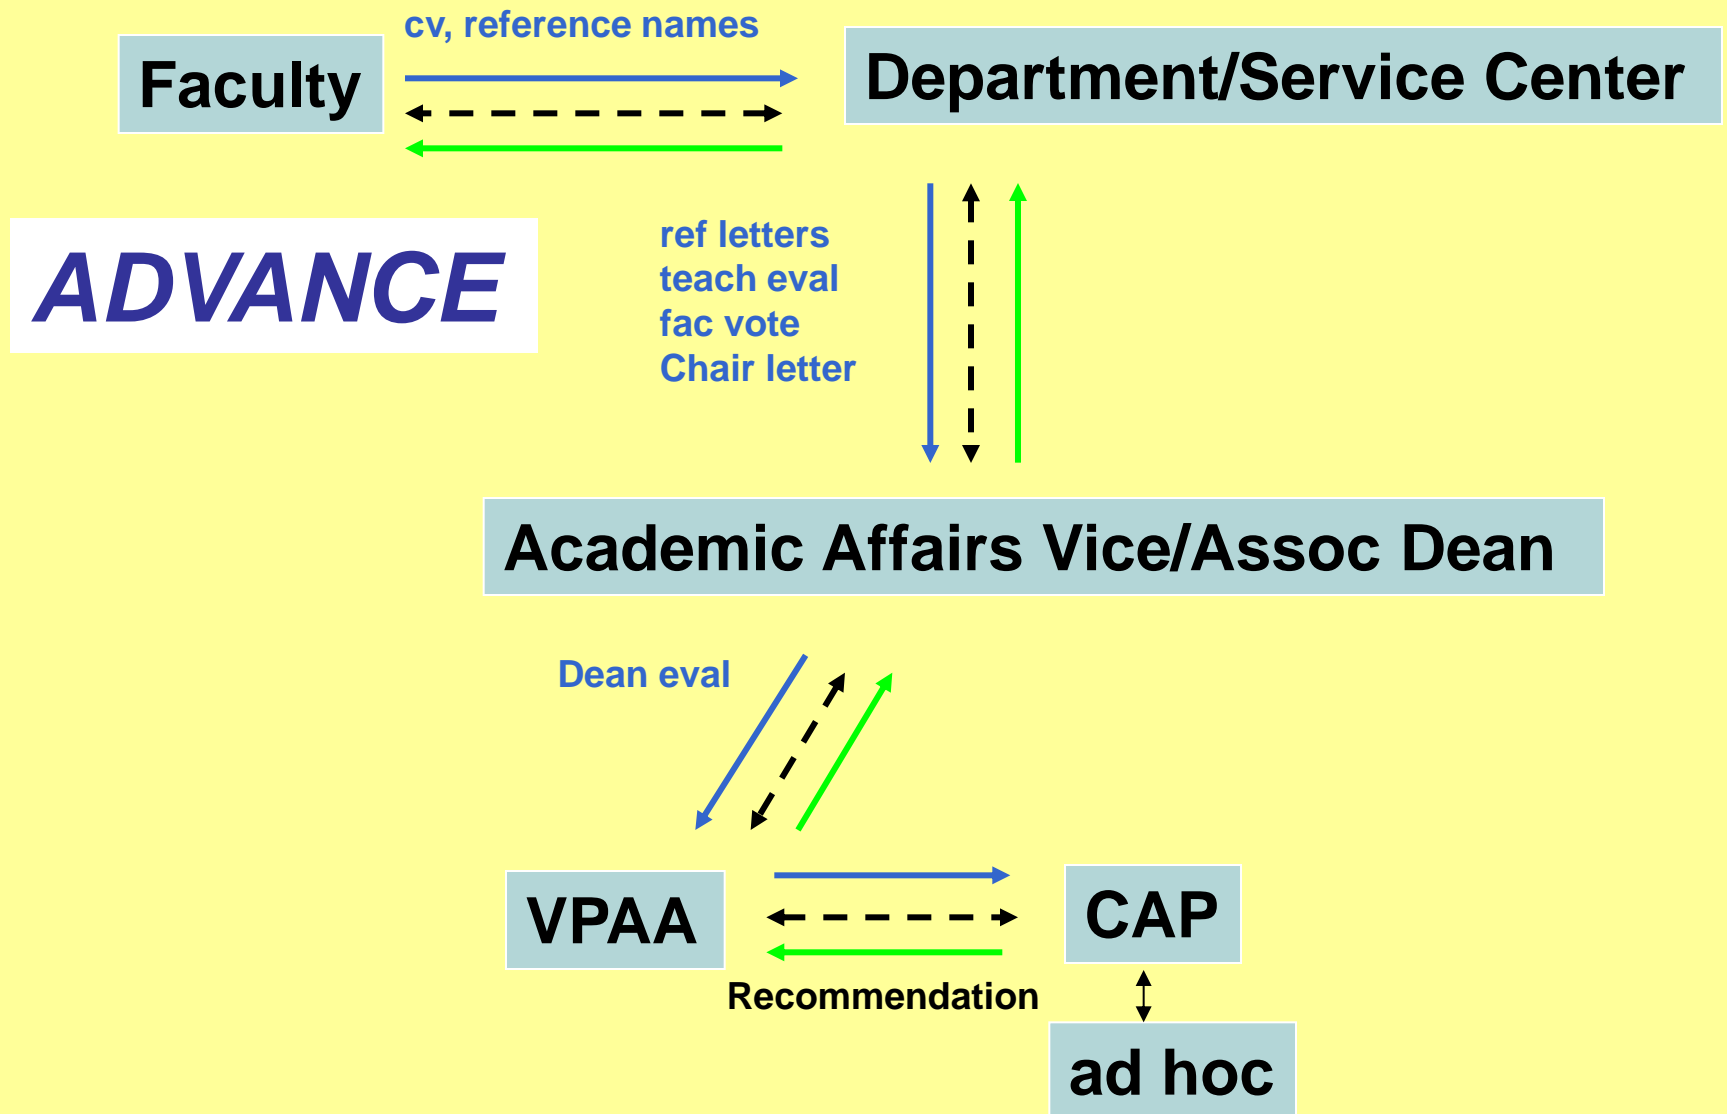 cv, reference names
Faculty
Department/Service Center
ADVANCE
ref letters
teach eval
fac vote
Chair letter
Academic Affairs Vice/Assoc Dean
Dean eval
VPAA
CAP
Recommendation
ad hoc